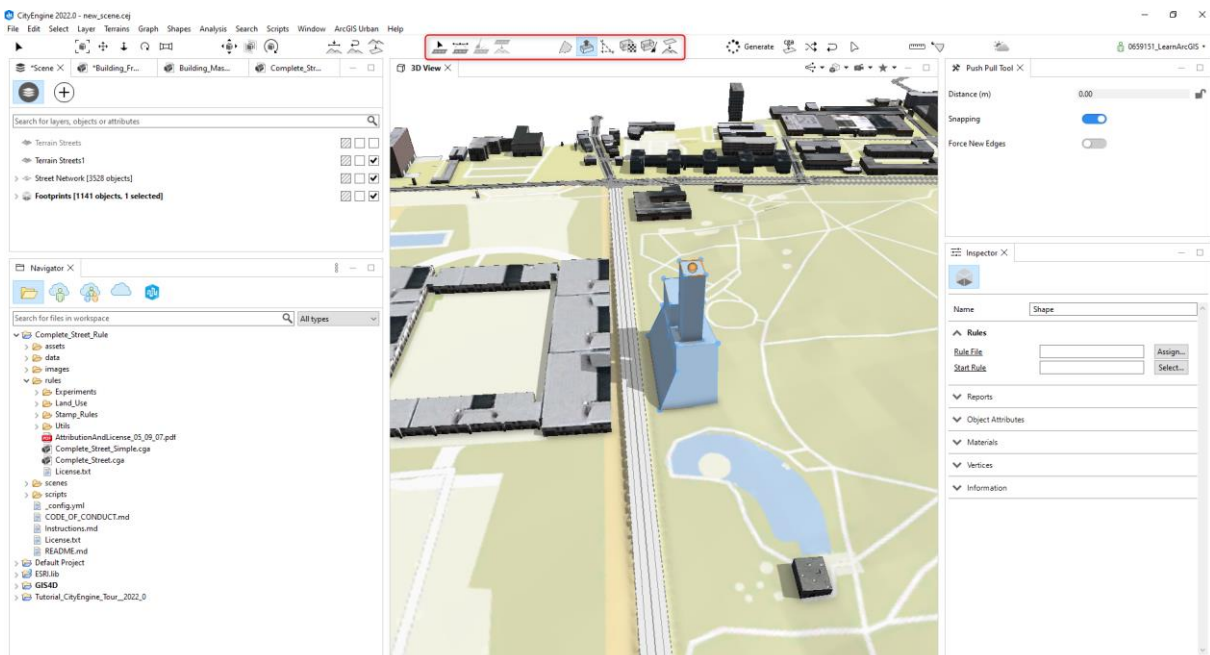 CityEngine 2022.0 - new_scene.cej
File Edit Select Layer Terrains Graph Shapes Analysis Search Scripts Window ArcGIS Urban Help
Generate
0659151_LearnArcGIS
*Scene
*Building_Fr...
Building_Mas...
Complete_Str...
Search for layers, objects or attributes
Terrain Streets
Terrain Streets1
Street Network [3528 objects]
Footprints [1141 objects, 1 selected]
Navigator
Search for files in workspace
All types
Complete_Street_Rule
assets
data
images
rules
Experiments
Land_Use
Stamp_Rules
Utils
AttributionAndLicense_05_09_07.pdf
Complete_Street_Simple.cga
Complete_Street.cga
License.txt
scenes
scripts
_config.yml
CODE_OF_CONDUCT.md
Instructions.md
License.txt
README.md
Default Project
ESRI.lib
GIS4D
Tutorial_CityEngine_Tour__2022_0
3D View
Push Pull Tool
Distance (m) 0.00
Snapping
Force New Edges
Inspector
Name Shape
Rules
Rule File Assign...
Start Rule Select...
Reports
Object Attributes
Materials
Vertices
Information